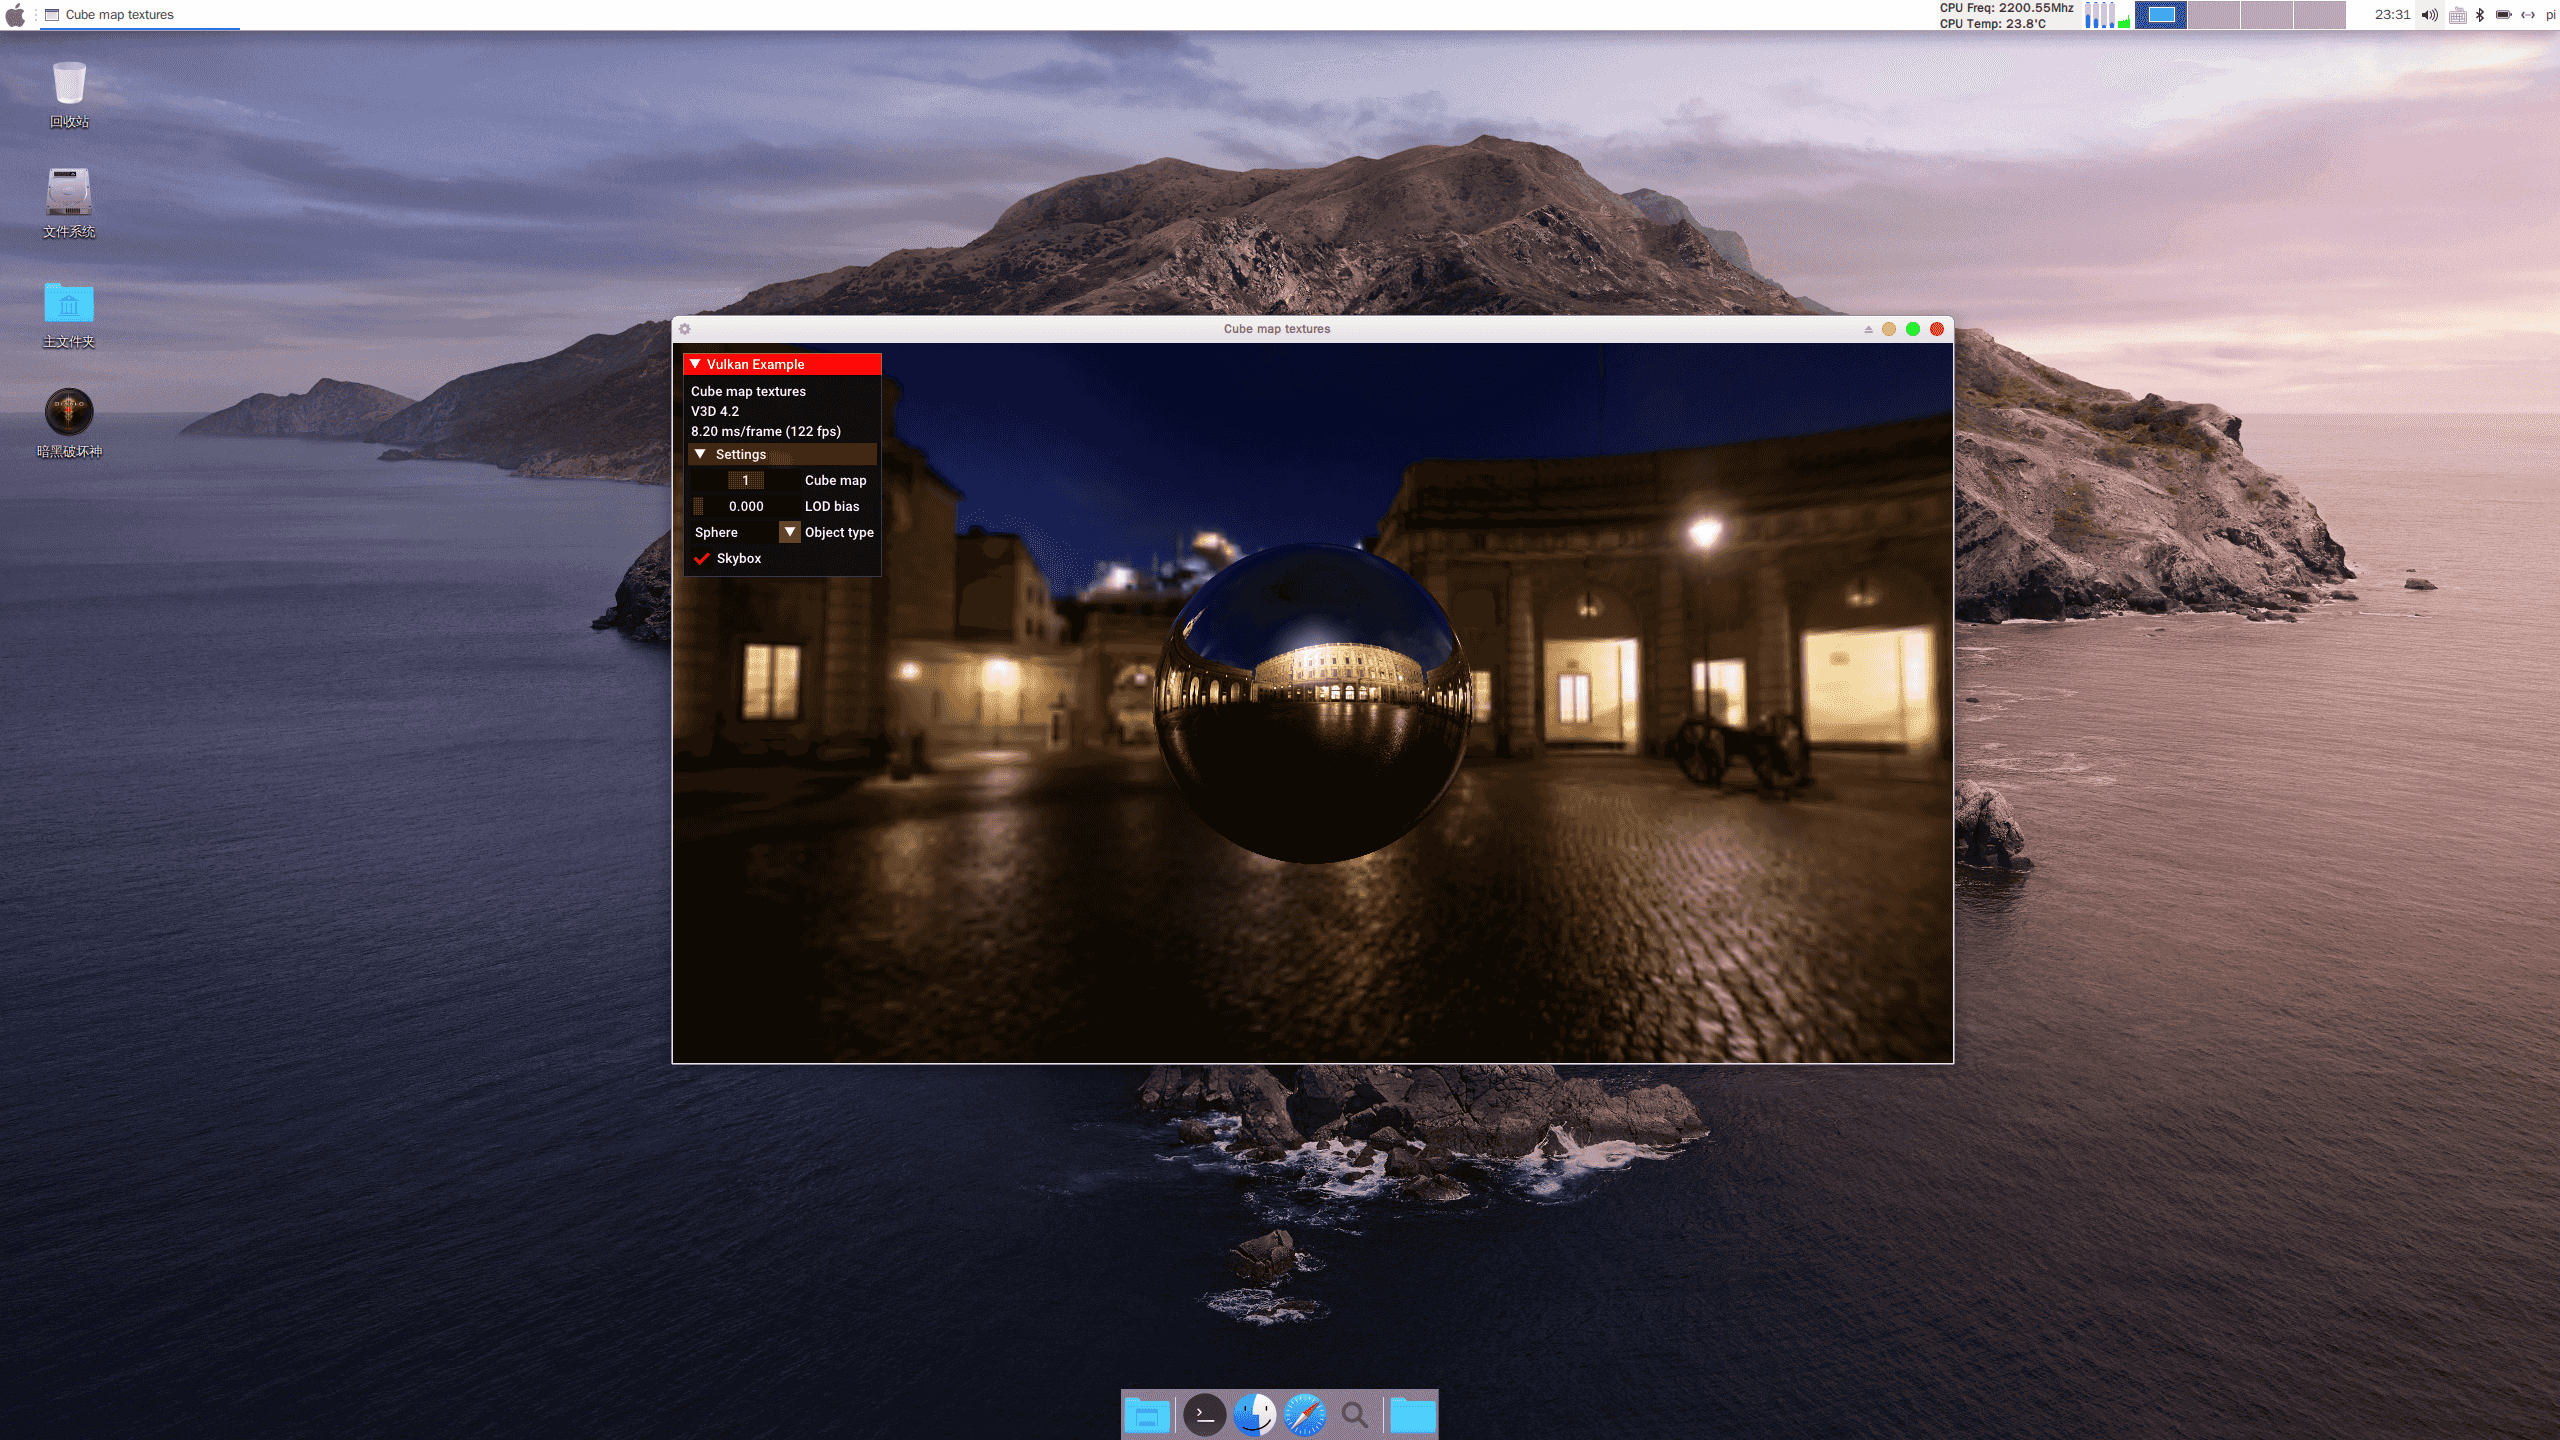 Cube map textures
CPU Freq: 2200.55Mhz
CPU Temp: 23.8'C
23:31
pi
回收站
文件系统
主文件夹
暗黑破坏神
Cube map textures
Vulkan Example
Cube map textures
V3D 4.2
8.20 ms/frame (122 fps)
Settings
1 Cube map
0.000 LOD bias
Sphere Object type
Skybox